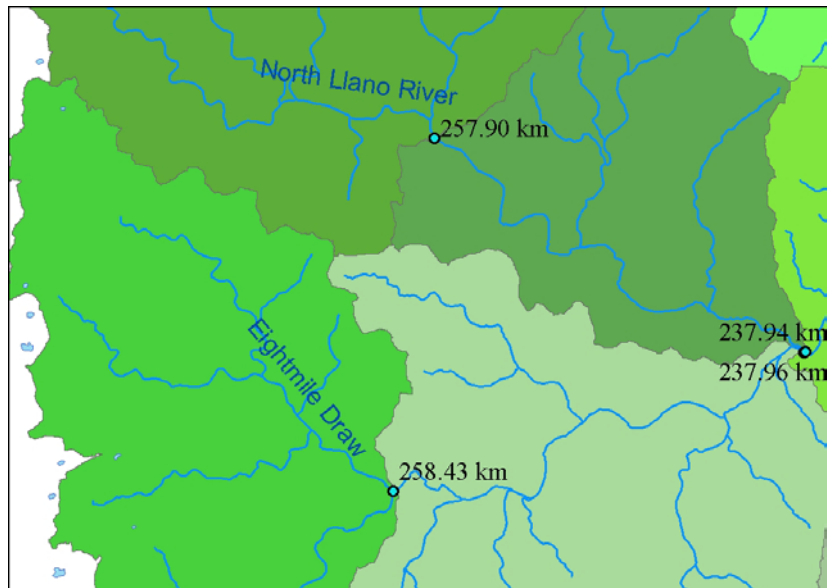 North Llano River
257.90 km
237.94 km
237.96 km
Eightmile Draw
258.43 km